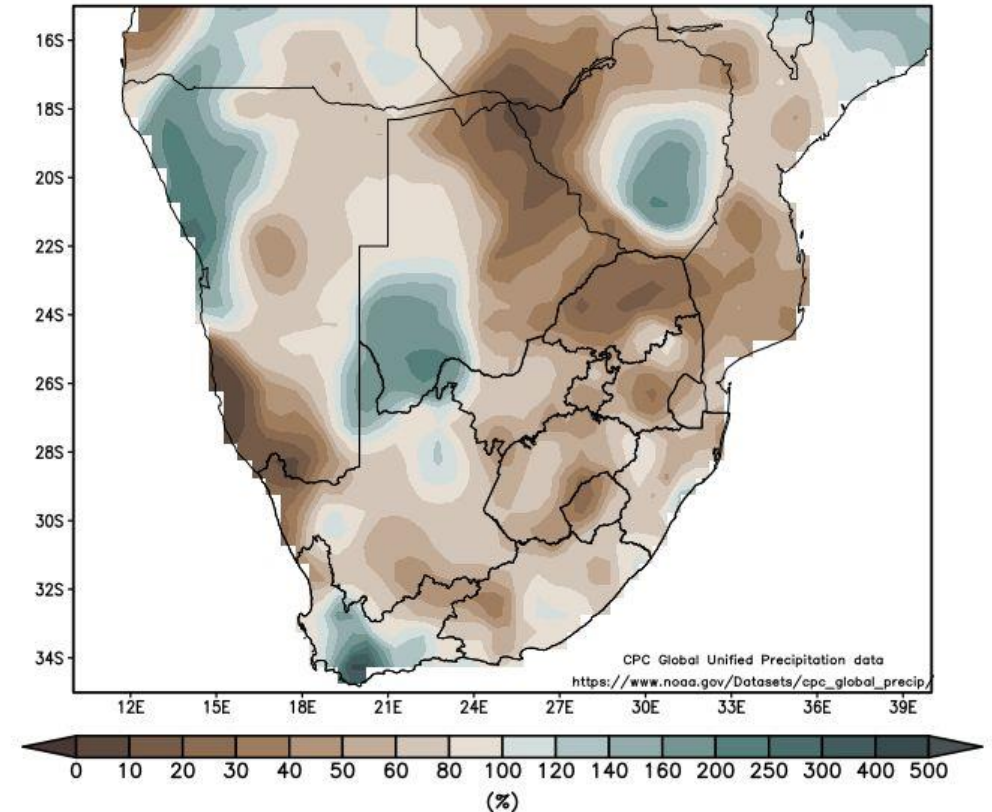 16S
18S
20S
22S
24S
26S
28S
30S
32S
34S
CPC Global Unified Precipitation data
https://www.noaa.gov/Datasets/cpc_global_precip/
12E 15E 18E 21E 24E 27E 30E 33E 36E 39E
0 10 20 30 40 50 60 80 100 120 140 160 200 250 300 400 500
(%)